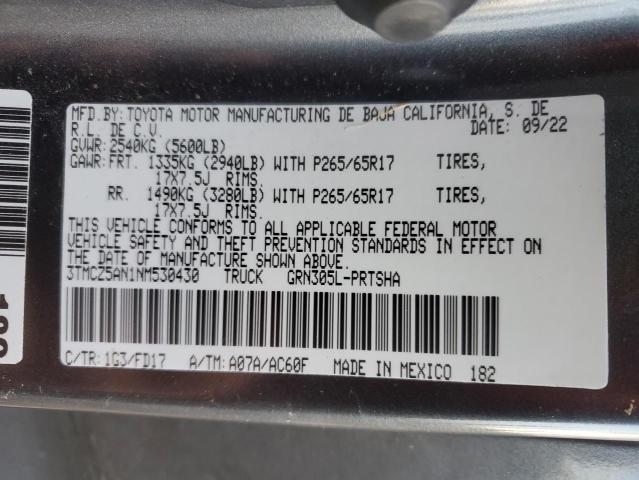 MFD.BY:TOYOTA MOTOR MANUFACTURING DE BAJA CALIFORNIA, S. DE
R.L. DE C.V. DATE: 09/22
GVWR:2540KG (5600LB)
GAWR:FRT. 1335KG (2940LB) WITH P265/65R17 TIRES,
17X7.5J RIMS.
RR. 1490KG (3280LB) WITH P265/65R17 TIRES,
17X7.5J RIMS.
THIS VEHICLE CONFORMS TO ALL APPLICABLE FEDERAL MOTOR
VEHICLE SAFETY AND THEFT PREVENTION STANDARDS IN EFFECT ON
THE DATE OF MANUFACTURE SHOWN ABOVE.
3TMCZ5AN1NM530430 TRUCK GRN305L-PRTSHA
C/TR:1G3/FD17 A/TM:A07A/AC60F MADE IN MEXICO 182